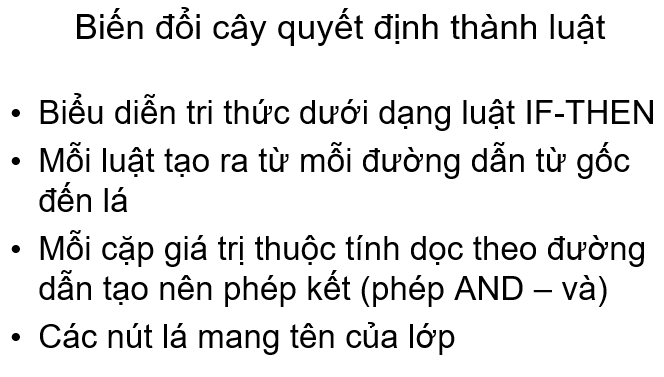 Biến đổi cây quyết định thành luật
• Biểu diễn tri thức dưới dạng luật IF-THEN
• Mỗi luật tạo ra từ mỗi đường dẫn từ gốc
đến lá
• Mỗi cặp giá trị thuộc tính dọc theo đường
dẫn tạo nên phép kết (phép AND – và)
• Các nút lá mang tên của lớp